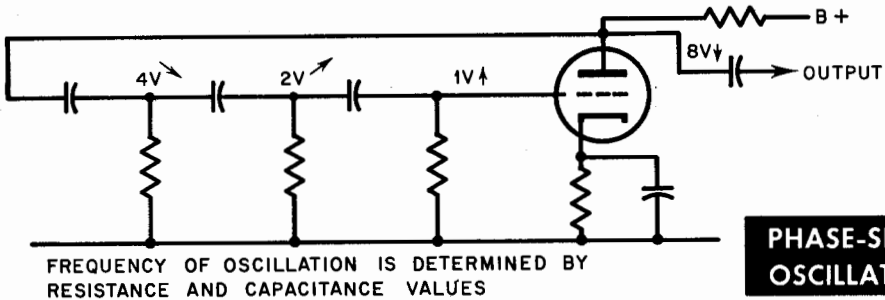 B+
8V
4V
2V
1V
OUTPUT
FREQUENCY OF OSCILLATION IS DETERMINED BY
RESISTANCE AND CAPACITANCE VALUES